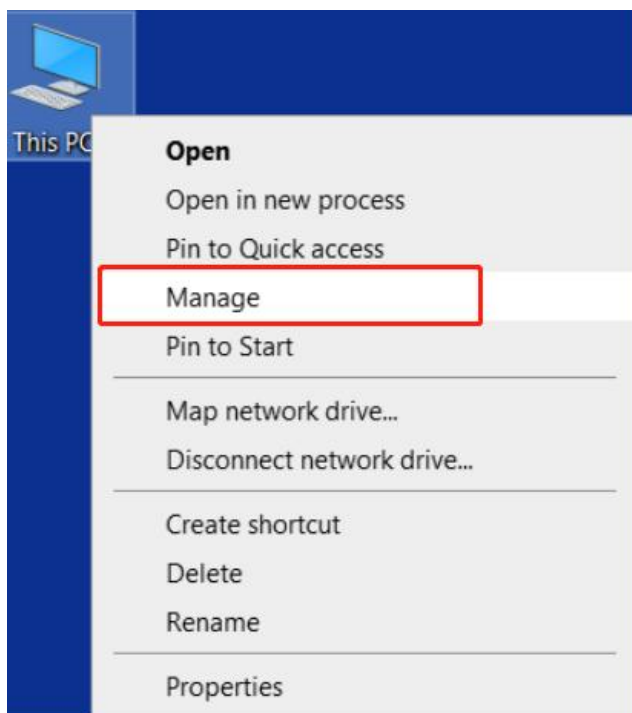 This PC
Open
Open in new process
Pin to Quick access
Manage
Pin to Start
Map network drive...
Disconnect network drive...
Create shortcut
Delete
Rename
Properties